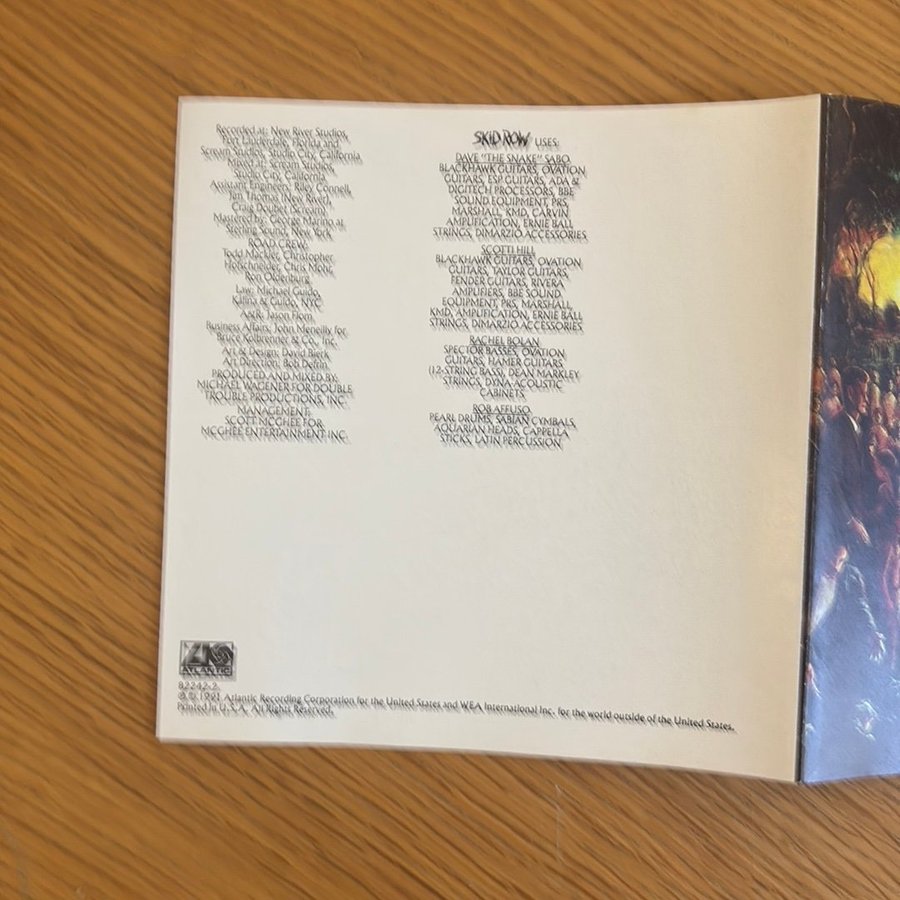 Recorded at: New River Studios,
Fort Lauderdale, Florida and
Scream Studios, Studio City, California
Mixed at: Scream Studios,
Studio City, California
Assistant Engineers: Riley Connell,
Jen Thomas (New River),
Craig Doubet (Scream)
Mastered by: George Marino at
Sterling Sound, New York
ROAD CREW:
Todd Mackler, Christopher
Hofschneider, Chris Mohr,
Ron Oldenburg
Law: Michael Guido,
Katina & Guido, NYC
A&R: Jason Flom
Business Affairs: John Meneilly for
Bruce Kolbrenner & Co., Inc.
Art & Design: David Bierk
Art Direction: Bob Defrin
PRODUCED AND MIXED BY:
MICHAEL WAGENER FOR DOUBLE
TROUBLE PRODUCTIONS, INC.
MANAGEMENT:
SCOTT MCGHEE FOR
MCGHEE ENTERTAINMENT INC.
SKID ROW USES:
DAVE "THE SNAKE" SABO
BLACKHAWK GUITARS, OVATION
GUITARS, ESP GUITARS, ADA &
DIGITECH PROCESSORS, BBE
SOUND EQUIPMENT, PRS,
MARSHALL, KMD, CARVIN
AMPLIFICATION, ERNIE BALL
STRINGS, DIMARZIO ACCESSORIES
SCOTTI HILL
BLACKHAWK GUITARS, OVATION
GUITARS, TAYLOR GUITARS,
FENDER GUITARS, RIVERA
AMPLIFIERS, BBE SOUND
EQUIPMENT, PRS, MARSHALL,
KMD, AMPLIFICATION, ERNIE BALL
STRINGS, DIMARZIO ACCESSORIES
RACHEL BOLAN
SPECTOR BASSES, OVATION
GUITARS, HAMER GUITARS
(12-STRING BASS), DEAN MARKLEY
STRINGS, DYNA-ACOUSTIC
CABINETS
ROB AFFUSO
PEARL DRUMS, SABIAN CYMBALS,
AQUARIAN HEADS, CAPPELLA
STICKS, LATIN PERCUSSION
ATLANTIC
82242-2
℗© 1991 Atlantic Recording Corporation for the United States and WEA International Inc. for the world outside of the United States.
Printed in U.S.A. All Rights Reserved.